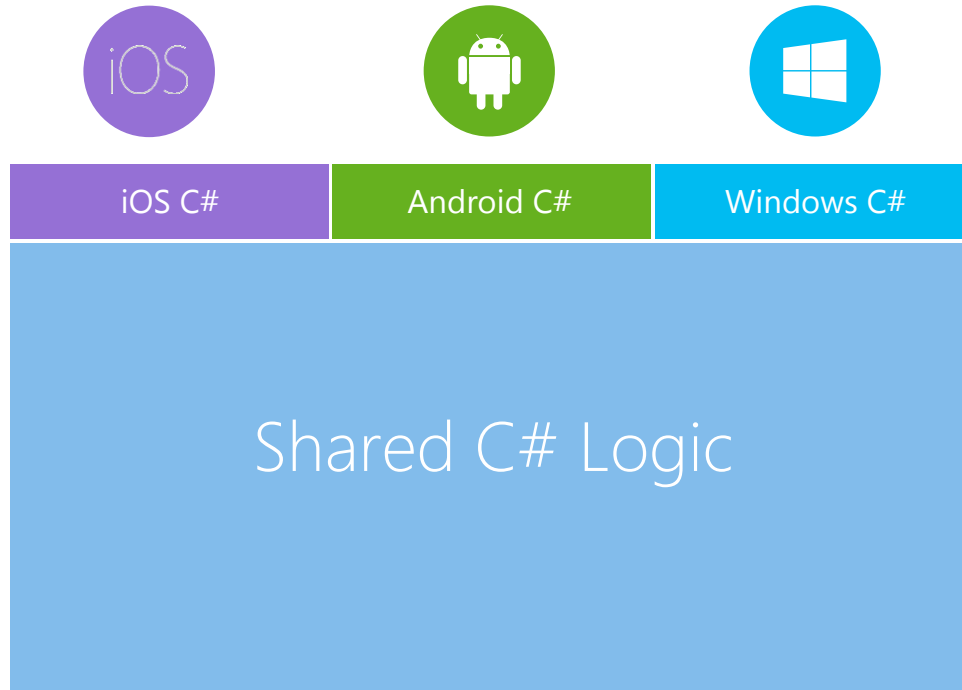 iOS
iOS C#
Android C#
Windows C#
Shared C# Logic